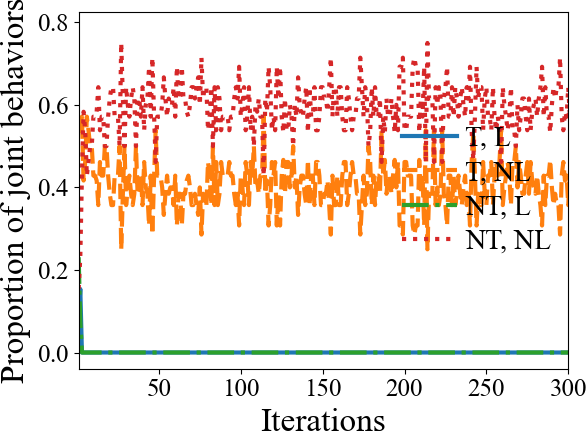 Proportion of joint behaviors
0.8
0.6
0.4
0.2
0.0
T, L
T, NL
NT, L
NT, NL
50 100 150 200 250 300
Iterations